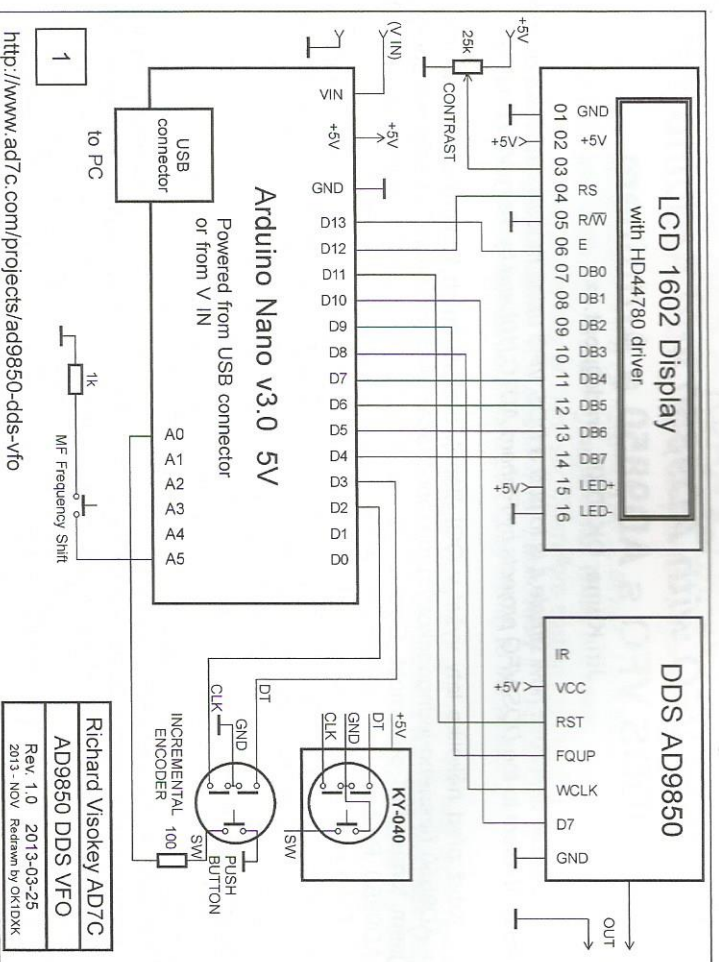 LCD 1602 Display
with HD44780 driver
GND
+5V
RS
R/W
E
DB0
DB1
DB2
DB3
DB4
DB5
DB6
DB7
LED+
LED-
01 02 03 04 05 06 07 08 09 10 11 12 13 14 15 16
+5V
25k
CONTRAST
+5V>
+5V>
DDS AD9850
IR
VCC
RST
FQUP
WCLK
D7
GND
+5V>
OUT
(V IN)
+5V
VIN
+5V
GND
D13
D12
D11
D10
D9
D8
D7
D6
D5
D4
D3
D2
D1
D0
Arduino Nano v3.0 5V
Powered from USB connector
or from V IN
USB
connector
to PC
A0
A1
A2
A3
A4
A5
1k
MF Frequency Shift
KY-040
+5V
DT
GND
CLK
SW
DT
GND
CLK
INCREMENTAL
ENCODER
100
SW
PUSH
BUTTON
1
http://www.ad7c.com/projects/ad9850-dds-vfo
Richard Visokey AD7C
AD9850 DDS VFO
Rev. 1.0 2013-03-25
2013 - NOV Redrawn by OK1DXK